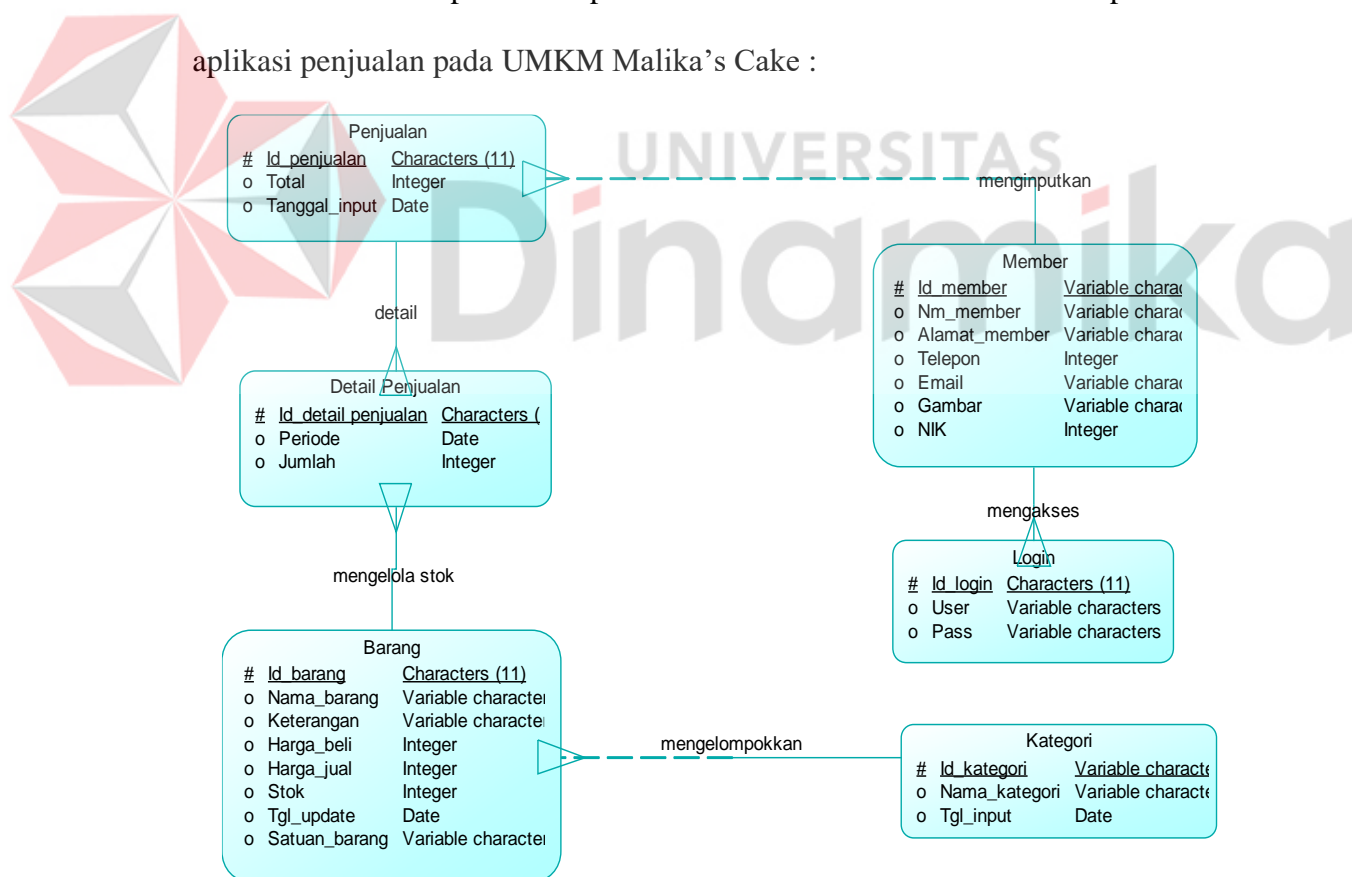 aplikasi penjualan pada UMKM Malika's Cake :
UNIVERSITAS
Dinamika
Penjualan
# Id_penjualan Characters (11)
o Total Integer
o Tanggal_input Date
menginputkan
detail
Member
# Id_member Variable charac
o Nm_member Variable charac
o Alamat_member Variable charac
o Telepon Integer
o Email Variable charac
o Gambar Variable charac
o NIK Integer
Detail Penjualan
# Id_detail penjualan Characters (
o Periode Date
o Jumlah Integer
mengakses
Login
# Id_login Characters (11)
o User Variable characters
o Pass Variable characters
mengelola stok
Barang
# Id_barang Characters (11)
o Nama_barang Variable character
o Keterangan Variable character
o Harga_beli Integer
o Harga_jual Integer
o Stok Integer
o Tgl_update Date
o Satuan_barang Variable character
mengelompokkan
Kategori
# Id_kategori Variable characte
o Nama_kategori Variable characte
o Tgl_input Date